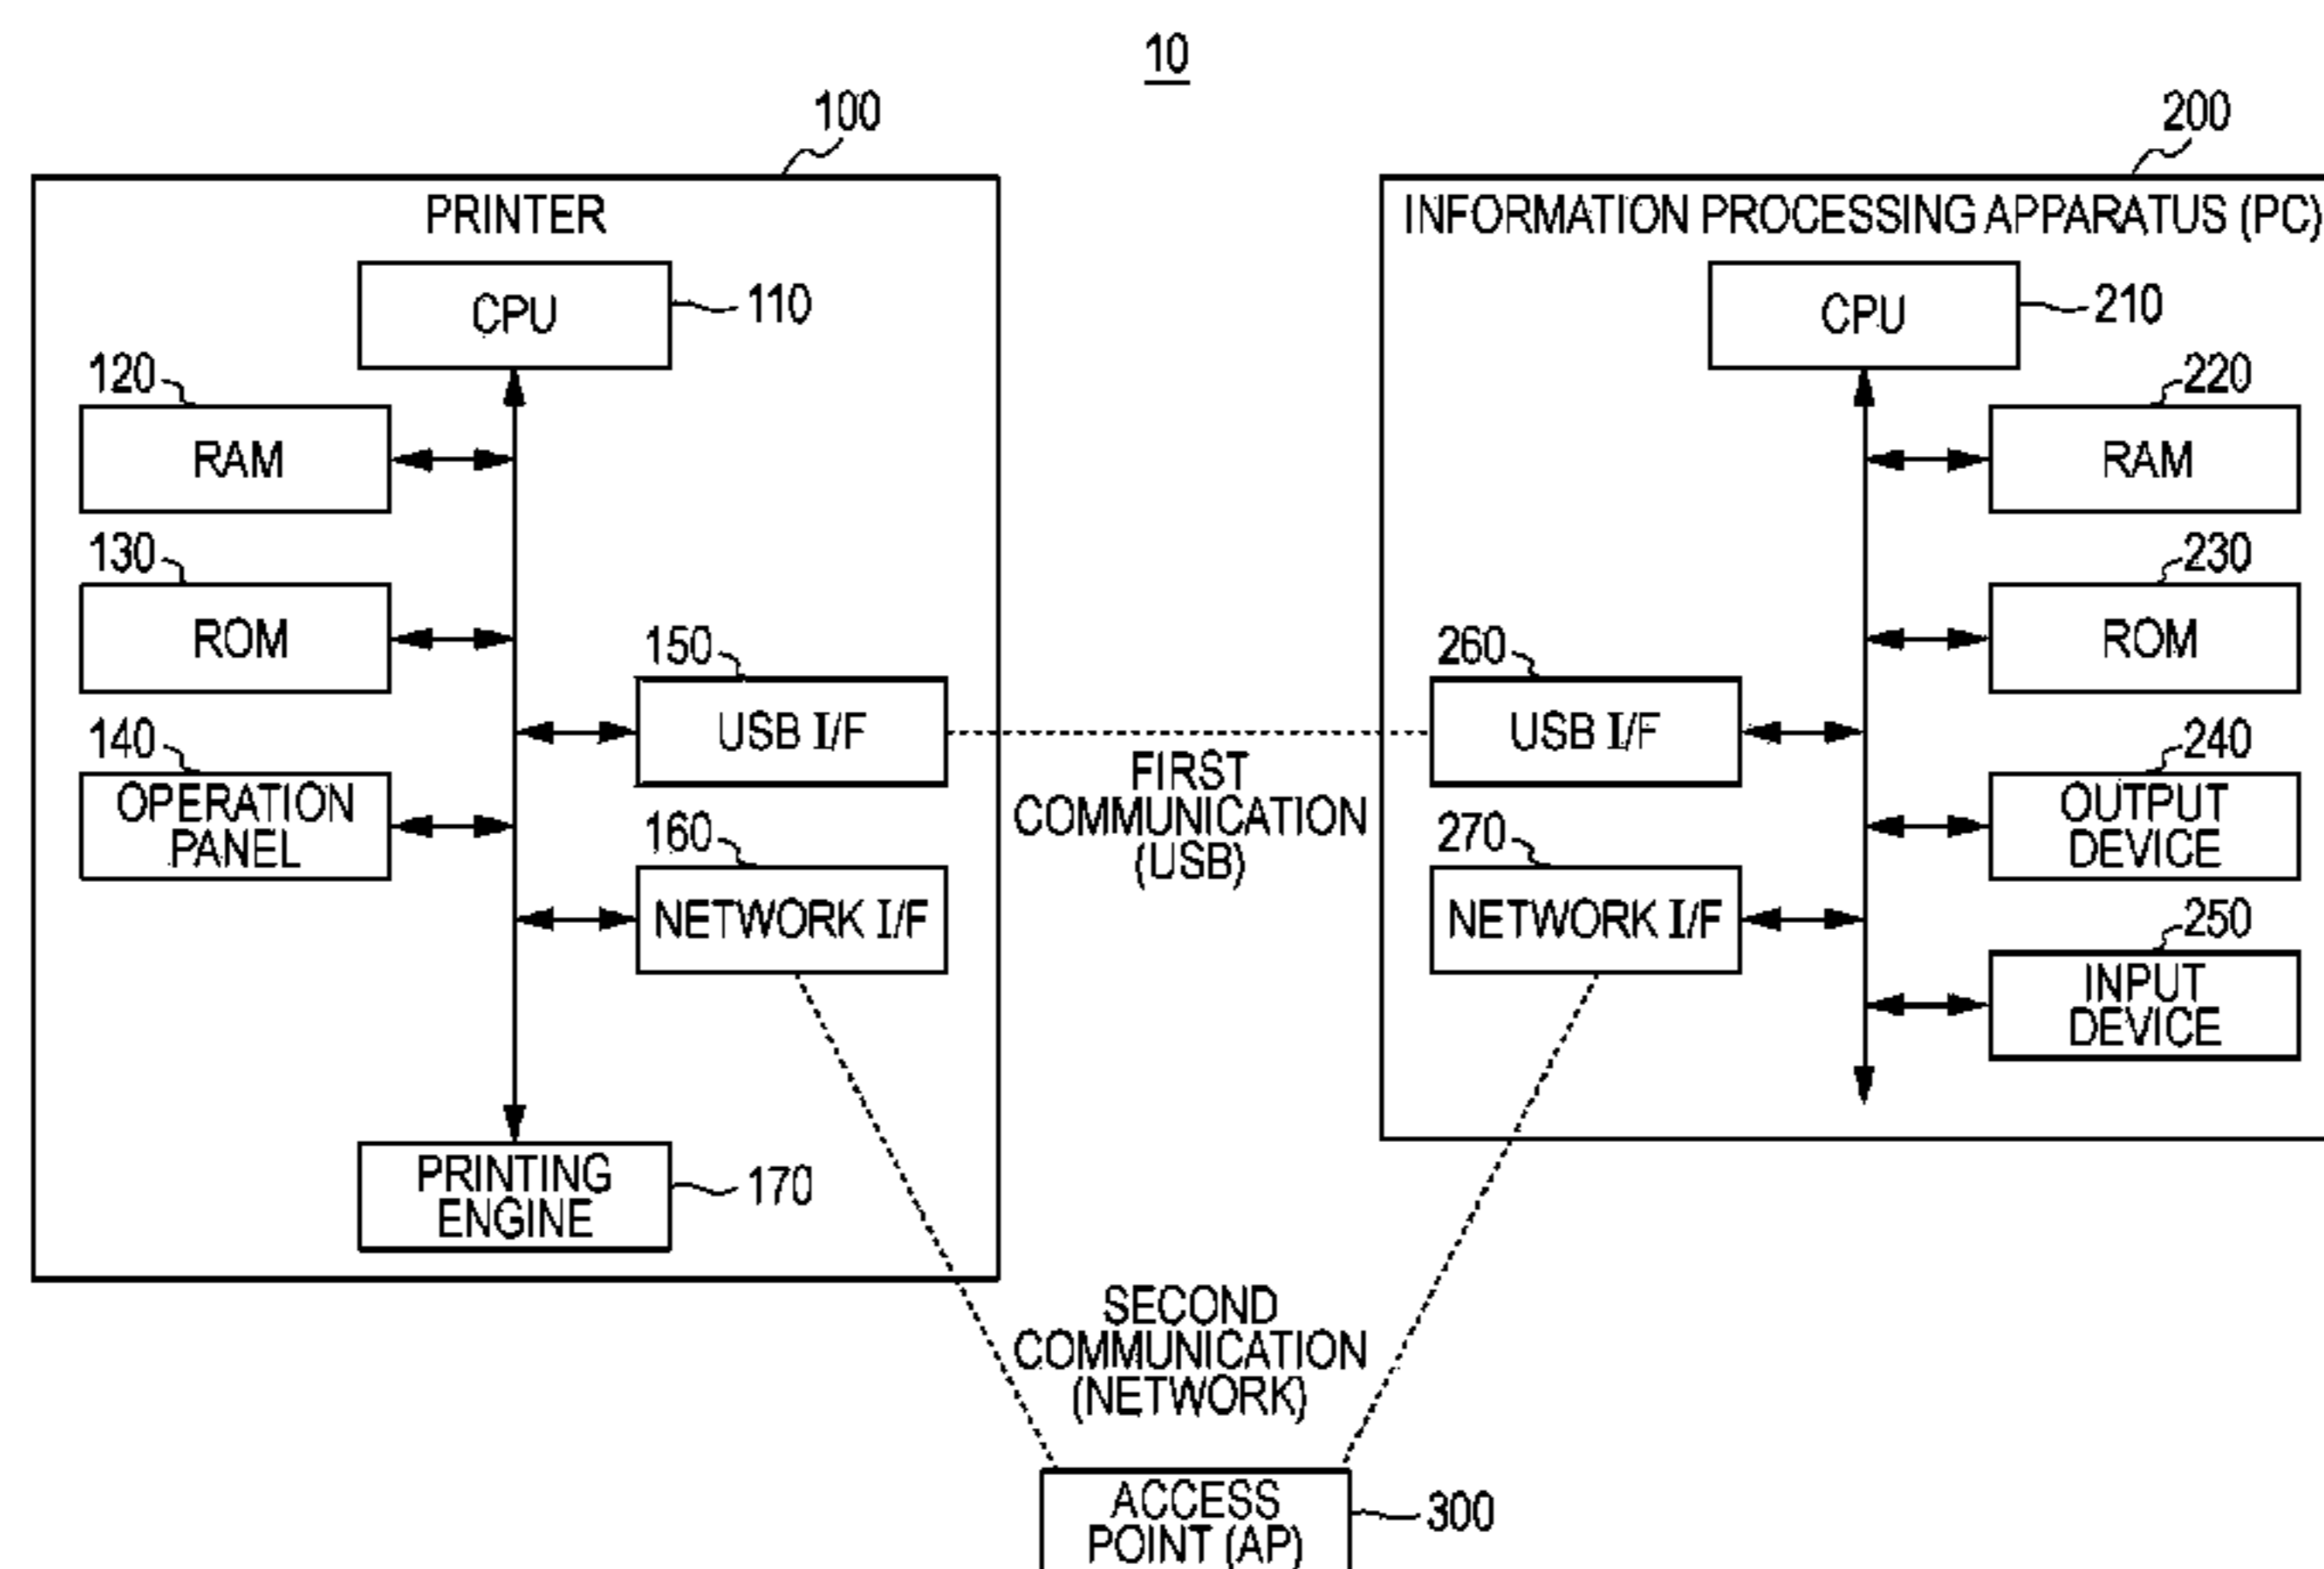 10
100
PRINTER
CPU
110
120
RAM
130
ROM
140
OPERATION
PANEL
150
USB I/F
160
NETWORK I/F
PRINTING
ENGINE
170
FIRST
COMMUNICATION
(USB)
200
INFORMATION PROCESSING APPARATUS (PC)
CPU
210
220
RAM
230
ROM
260
USB I/F
240
OUTPUT
DEVICE
270
NETWORK I/F
250
INPUT
DEVICE
SECOND
COMMUNICATION
(NETWORK)
ACCESS
POINT (AP)
300